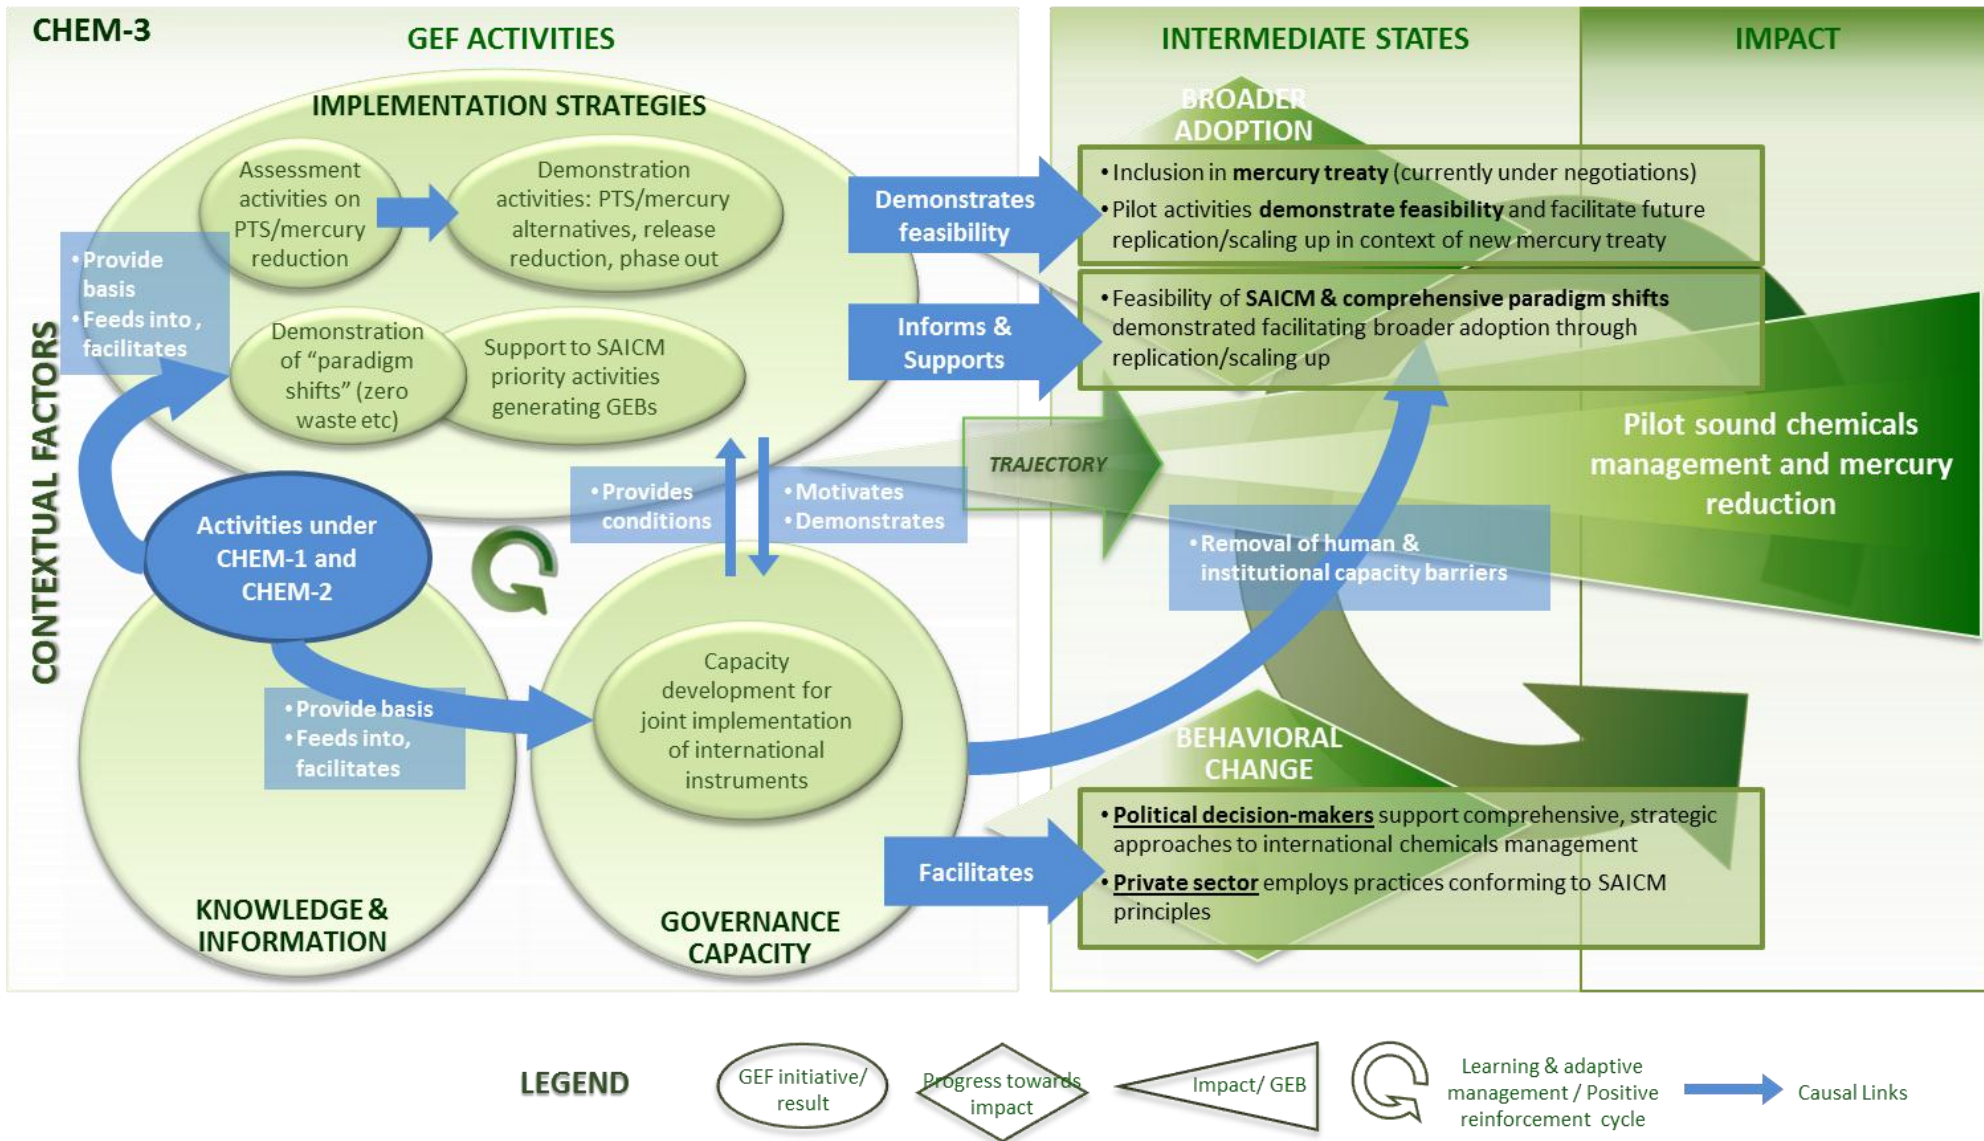 CHEM-3
GEF ACTIVITIES
INTERMEDIATE STATES
IMPACT
CONTEXTUAL FACTORS
IMPLEMENTATION STRATEGIES
Assessment
activities on
PTS/mercury
reduction
Demonstration
activities: PTS/mercury
alternatives, release
reduction, phase out
• Provide
basis
• Feeds into ,
facilitates
Demonstration
of “paradigm
shifts” (zero
waste etc)
Support to SAICM
priority activities
generating GEBs
Activities under
CHEM-1 and
CHEM-2
• Provides
conditions
• Motivates
• Demonstrates
• Provide basis
• Feeds into,
facilitates
Capacity
development for
joint implementation
of international
instruments
KNOWLEDGE &
INFORMATION
GOVERNANCE
CAPACITY
Demonstrates
feasibility
Informs &
Supports
TRAJECTORY
Facilitates
BROADER
ADOPTION
• Inclusion in mercury treaty (currently under negotiations)
• Pilot activities demonstrate feasibility and facilitate future
replication/scaling up in context of new mercury treaty
• Feasibility of SAICM & comprehensive paradigm shifts
demonstrated facilitating broader adoption through
replication/scaling up
Pilot sound chemicals
management and mercury
reduction
• Removal of human &
institutional capacity barriers
BEHAVIORAL
CHANGE
• Political decision-makers support comprehensive, strategic
approaches to international chemicals management
• Private sector employs practices conforming to SAICM
principles
LEGEND
GEF initiative/
result
Progress towards
impact
Impact/ GEB
Learning & adaptive
management / Positive
reinforcement cycle
Causal Links